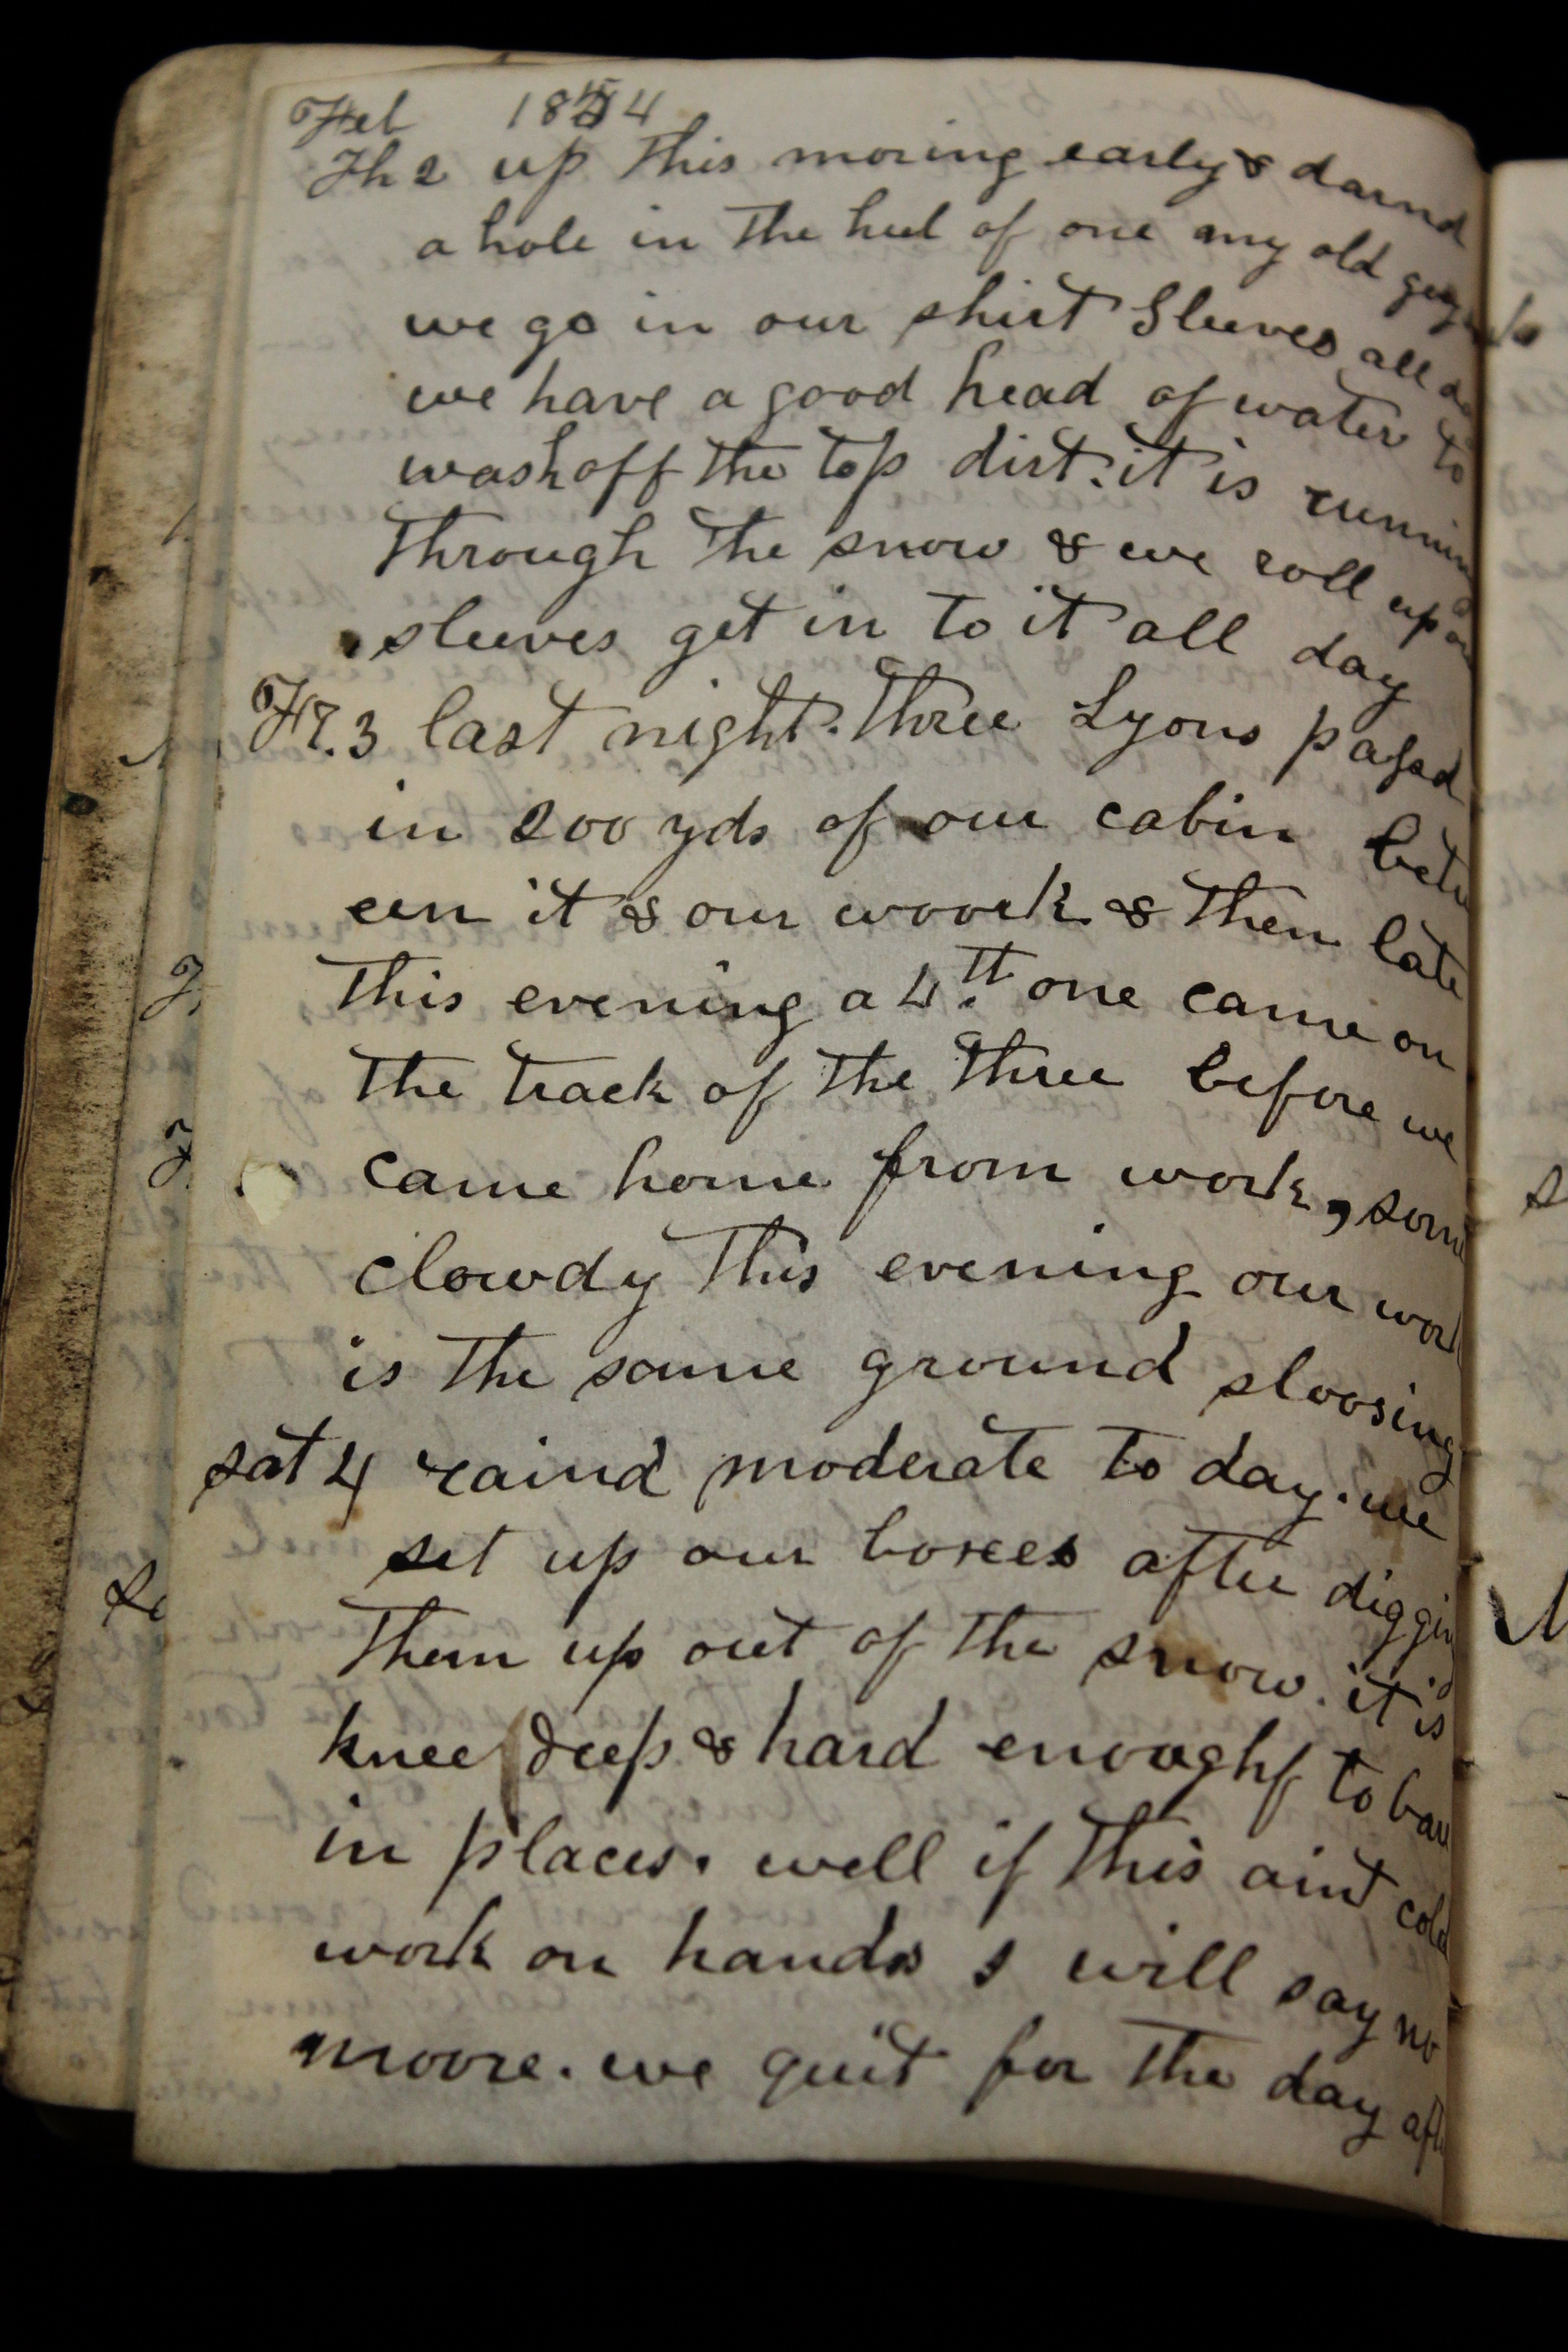 Feb 1854
Th 2 up this moring early & darnd
a hole in the heel of one my old
we go in our shirt Sleeves all
we have a good head of water to
wash off the top dirt. it is running
through the snow & we roll up our
sleeves get in to it all day
Fr. 3 last night. three Lyons passd
in 200 yds of our cabin betw
een it & our woork & then late
this evening a 4th one came on
the track of the three before we
came home from work, some
clowdy this evening our work
is the same ground sloosing
sat 4 raind moderate to day. we
set up our boxees after digging
them up out of the snow. it is
knee deep & hard enoughf to
in places. well if this aint cold
work on hands I will say no
moore. we quit for the day after